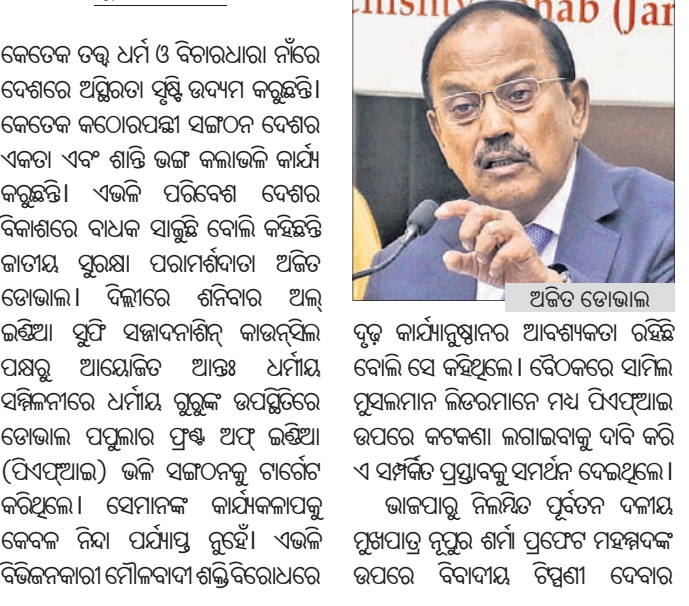 କେତେକ ତତ୍ତ୍ୱ ଧର୍ମ ଓ ବିଚାରଧାରା ନାଁରେ
ଦେଶରେ ଅସ୍ଥିରତା ସୃଷ୍ଟି ଉଦ୍ୟମ କରୁଛନ୍ତି।
କେତେକ କଠୋରପନ୍ଥୀ ସଙ୍ଗଠନ ଦେଶର
ଏକତା ଏବଂ ଶାନ୍ତି ଭଙ୍ଗ କଲାଭଳି କାର୍ଯ୍ୟ
କରୁଛନ୍ତି। ଏଭଳି ପରିବେଶ ଦେଶର
ବିକାଶରେ ବାଧକ ସାଜୁଛି ବୋଲି କହିଛନ୍ତି
ଜାତୀୟ ସୁରକ୍ଷା ପରାମର୍ଶଦାତା ଅଜିତ
ଡୋଭାଲ। ଦିଲ୍ଲୀରେ ଶନିବାର ଅଲ୍
ଇଣ୍ଡିଆ ସୁଫି ସଜ୍ଜାଦନାଶିନ୍ କାଉନ୍‌ସିଲ
ପକ୍ଷରୁ ଆୟୋଜିତ ଆନ୍ତଃ ଧର୍ମୀୟ
ସମ୍ମିଳନୀରେ ଧର୍ମୀୟ ଗୁରୁଙ୍କ ଉପସ୍ଥିତିରେ
ଡୋଭାଲ ପପୁଲାର ଫ୍ରଣ୍ଟ ଅଫ୍ ଇଣ୍ଡିଆ
(ପିଏଫ୍‌ଆଇ) ଭଳି ସଙ୍ଗଠନକୁ ଟାର୍ଗେଟ
କରିଥିଲେ। ସେମାନଙ୍କ କାର୍ଯ୍ୟକଳାପକୁ
କେବଳ ନିନ୍ଦା ପର୍ଯ୍ୟାପ୍ତ ନୁହେଁ। ଏଭଳି
ବିଭିଜନକାରୀ ମୌଳବାଦୀ ଶକ୍ତି ବିରୋଧରେ
(Jar
ଅଜିତ ଡୋଭାଲ
ଦୃଢ଼ କାର୍ଯ୍ୟାନୁଷ୍ଠାନର ଆବଶ୍ୟକତା ରହିଛି
ବୋଲି ସେ କହିଥିଲେ। ବୈଠକରେ ସାମିଲ
ମୁସଲମାନ ଲିଡରମାନେ ମଧ୍ୟ ପିଏଫ୍‌ଆଇ
ଉପରେ କଟକଣା ଲଗାଇବାକୁ ଦାବି କରି
ଏ ସମ୍ପର୍କିତ ପ୍ରସ୍ତାବକୁ ସମର୍ଥନ ଦେଇଥିଲେ।
ଭାଜପାରୁ ନିଲମ୍ବିତ ପୂର୍ବତନ ଦଳୀୟ
ମୁଖପାତ୍ର ନୂପୁର ଶର୍ମା ପ୍ରଫେଟ ମହମ୍ମଦଙ୍କ
ଉପରେ ବିବାଦୀୟ ଟିପ୍ପଣୀ ଦେବାର